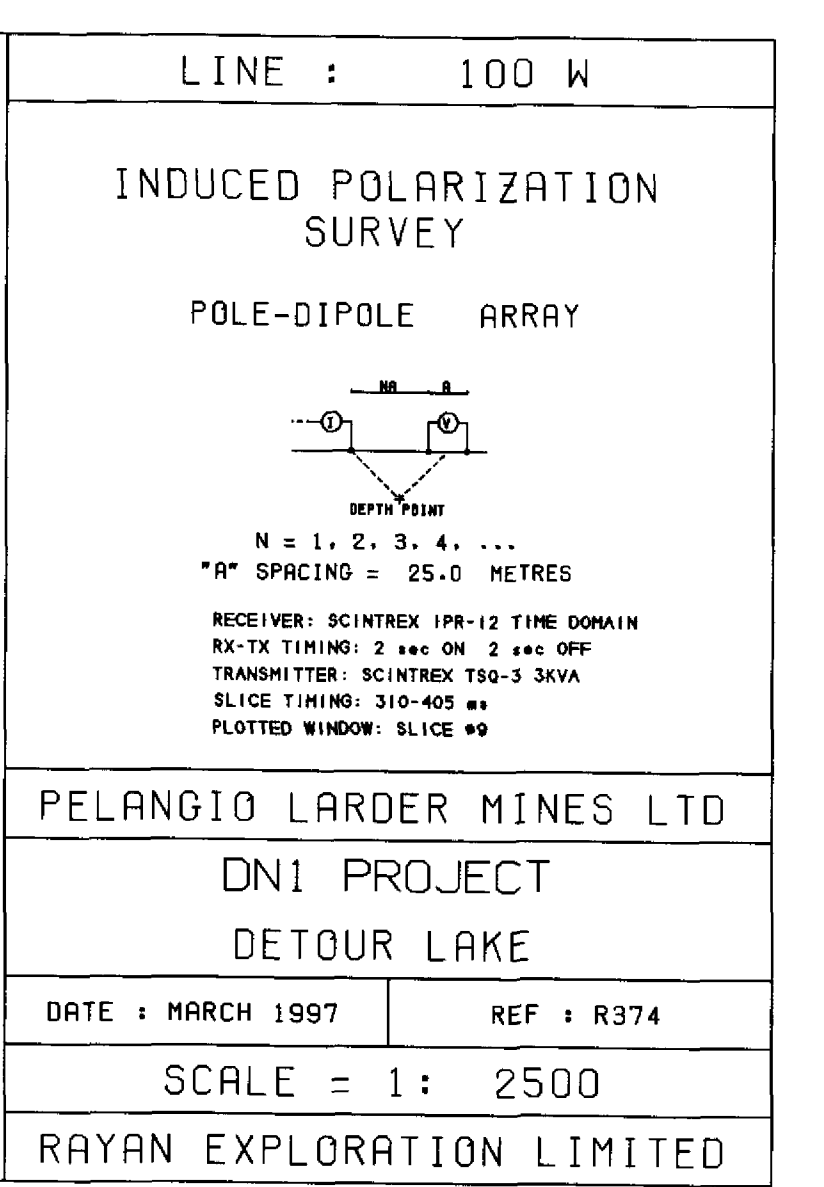 LINE : 100 W
INDUCED POLARIZATION
SURVEY
POLE-DIPOLE ARRAY
NA A
I V
DEPTH POINT
N = 1, 2, 3, 4, ...
"A" SPACING = 25.0 METRES
RECEIVER: SCINTREX IPR-12 TIME DOMAIN
RX-TX TIMING: 2 sec ON 2 sec OFF
TRANSMITTER: SCINTREX TSQ-3 3KVA
SLICE TIMING: 310-405 ms
PLOTTED WINDOW: SLICE #9
PELANGIO LARDER MINES LTD
DN1 PROJECT
DETOUR LAKE
DATE : MARCH 1997
REF : R374
SCALE = 1: 2500
RAYAN EXPLORATION LIMITED